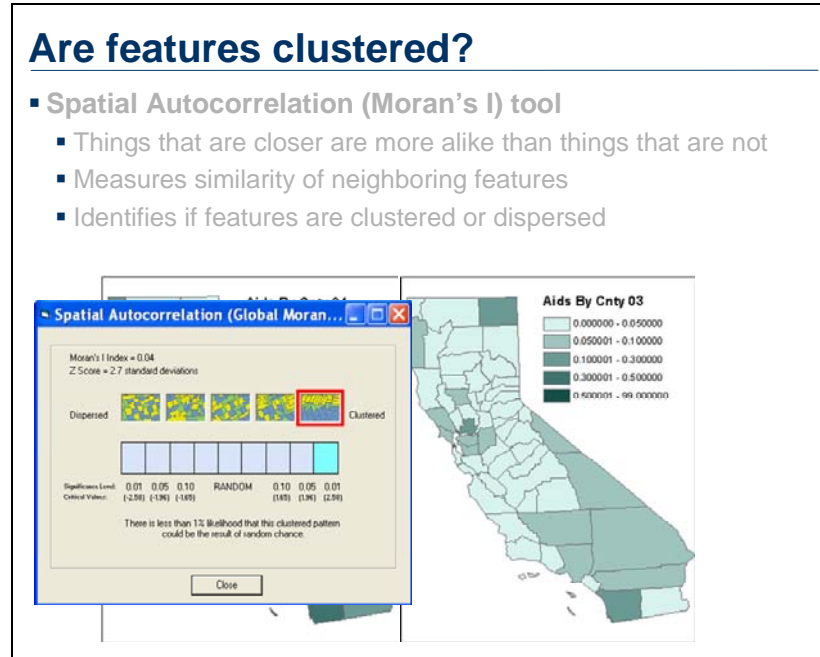 Are features clustered?
▪ Spatial Autocorrelation (Moran's I) tool
▪ Things that are closer are more alike than things that are not
▪ Measures similarity of neighboring features
▪ Identifies if features are clustered or dispersed
Spatial Autocorrelation (Global Moran...
Moran's I Index = 0.04
Z Score = 2.7 standard deviations
Dispersed
Clustered
Significance Level: 0.01 0.05 0.10 RANDOM 0.10 0.05 0.01
Critical Values: (-2.58) (-1.96) (-1.65) (1.65) (1.96) (2.58)
There is less than 1% likelihood that this clustered pattern
could be the result of random chance.
Close
Aids By Cnty 03
0.000000 - 0.050000
0.050001 - 0.100000
0.100001 - 0.300000
0.300001 - 0.500000
0.500001 - 99.000000